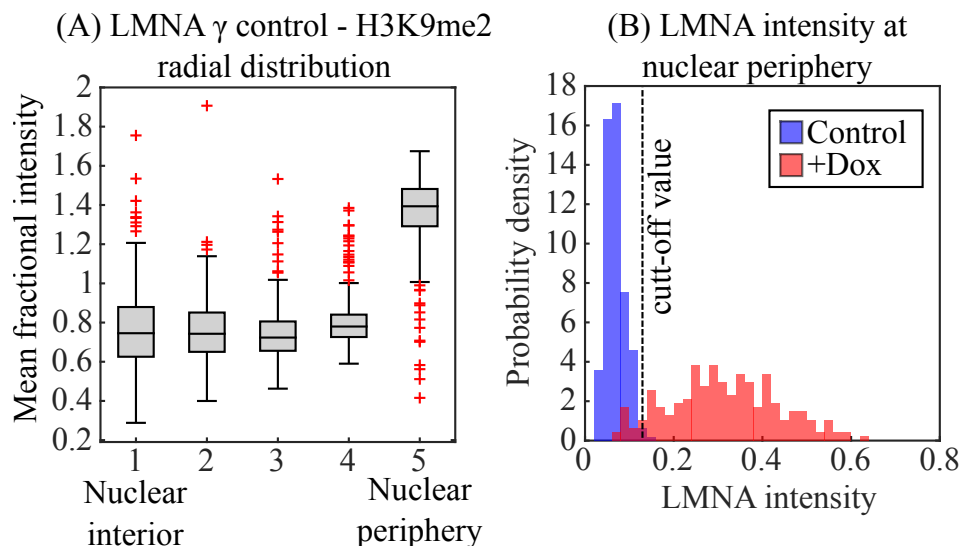 (A) LMNA γ control - H3K9me2
radial distribution
Mean fractional intensity
2
1.8
1.6
1.4
1.2
1
0.8
0.6
0.4
0.2
1 2 3 4 5
Nuclear
interior
Nuclear
periphery
(B) LMNA intensity at
nuclear periphery
Probability density
18
16
14
12
10
8
6
4
2
0
cutt-off value
Control
+Dox
0 0.2 0.4 0.6 0.8
LMNA intensity